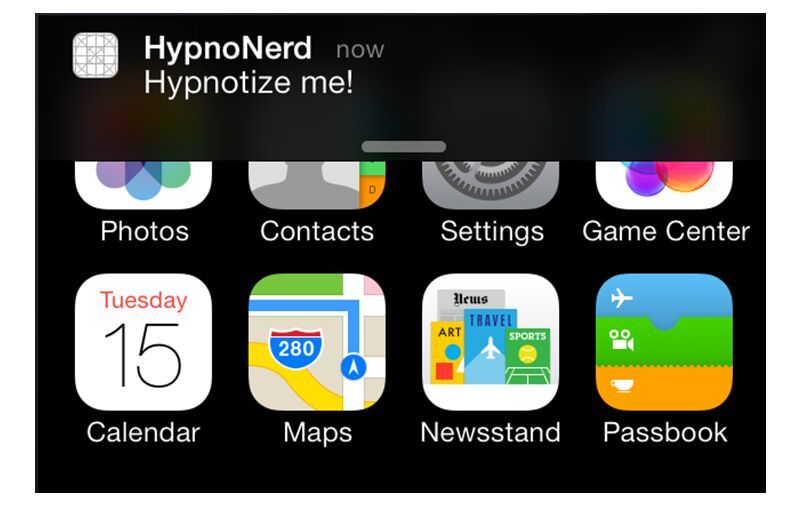 HypnoNerd now
Hypnotize me!
D
Photos Contacts Settings Game Center
Tuesday
15
280
News
ART TRAVEL SPORTS
Calendar Maps Newsstand Passbook